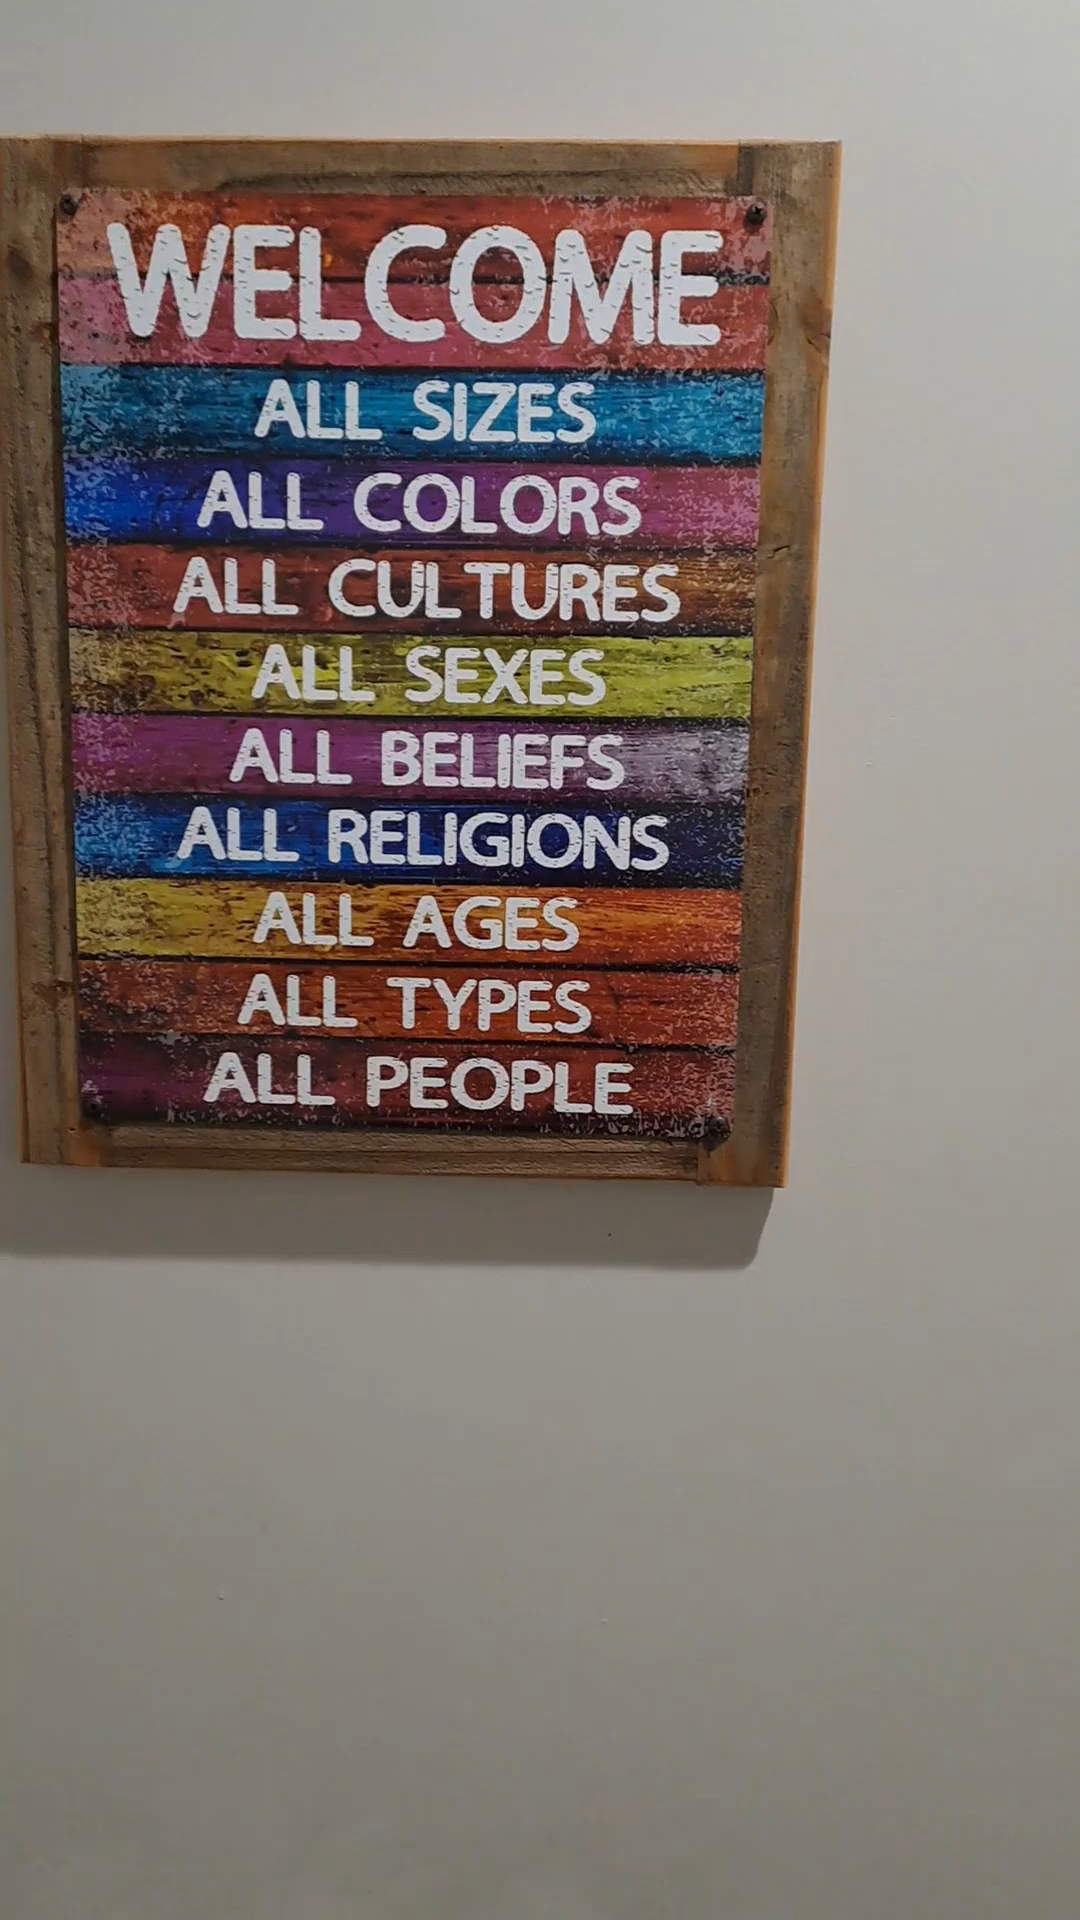 WELCOME
ALL SIZES
ALL COLORS
ALL CULTURES
ALL SEXES
ALL BELIEFS
ALL RELIGIONS
ALL AGES
ALL TYPES
ALL PEOPLE